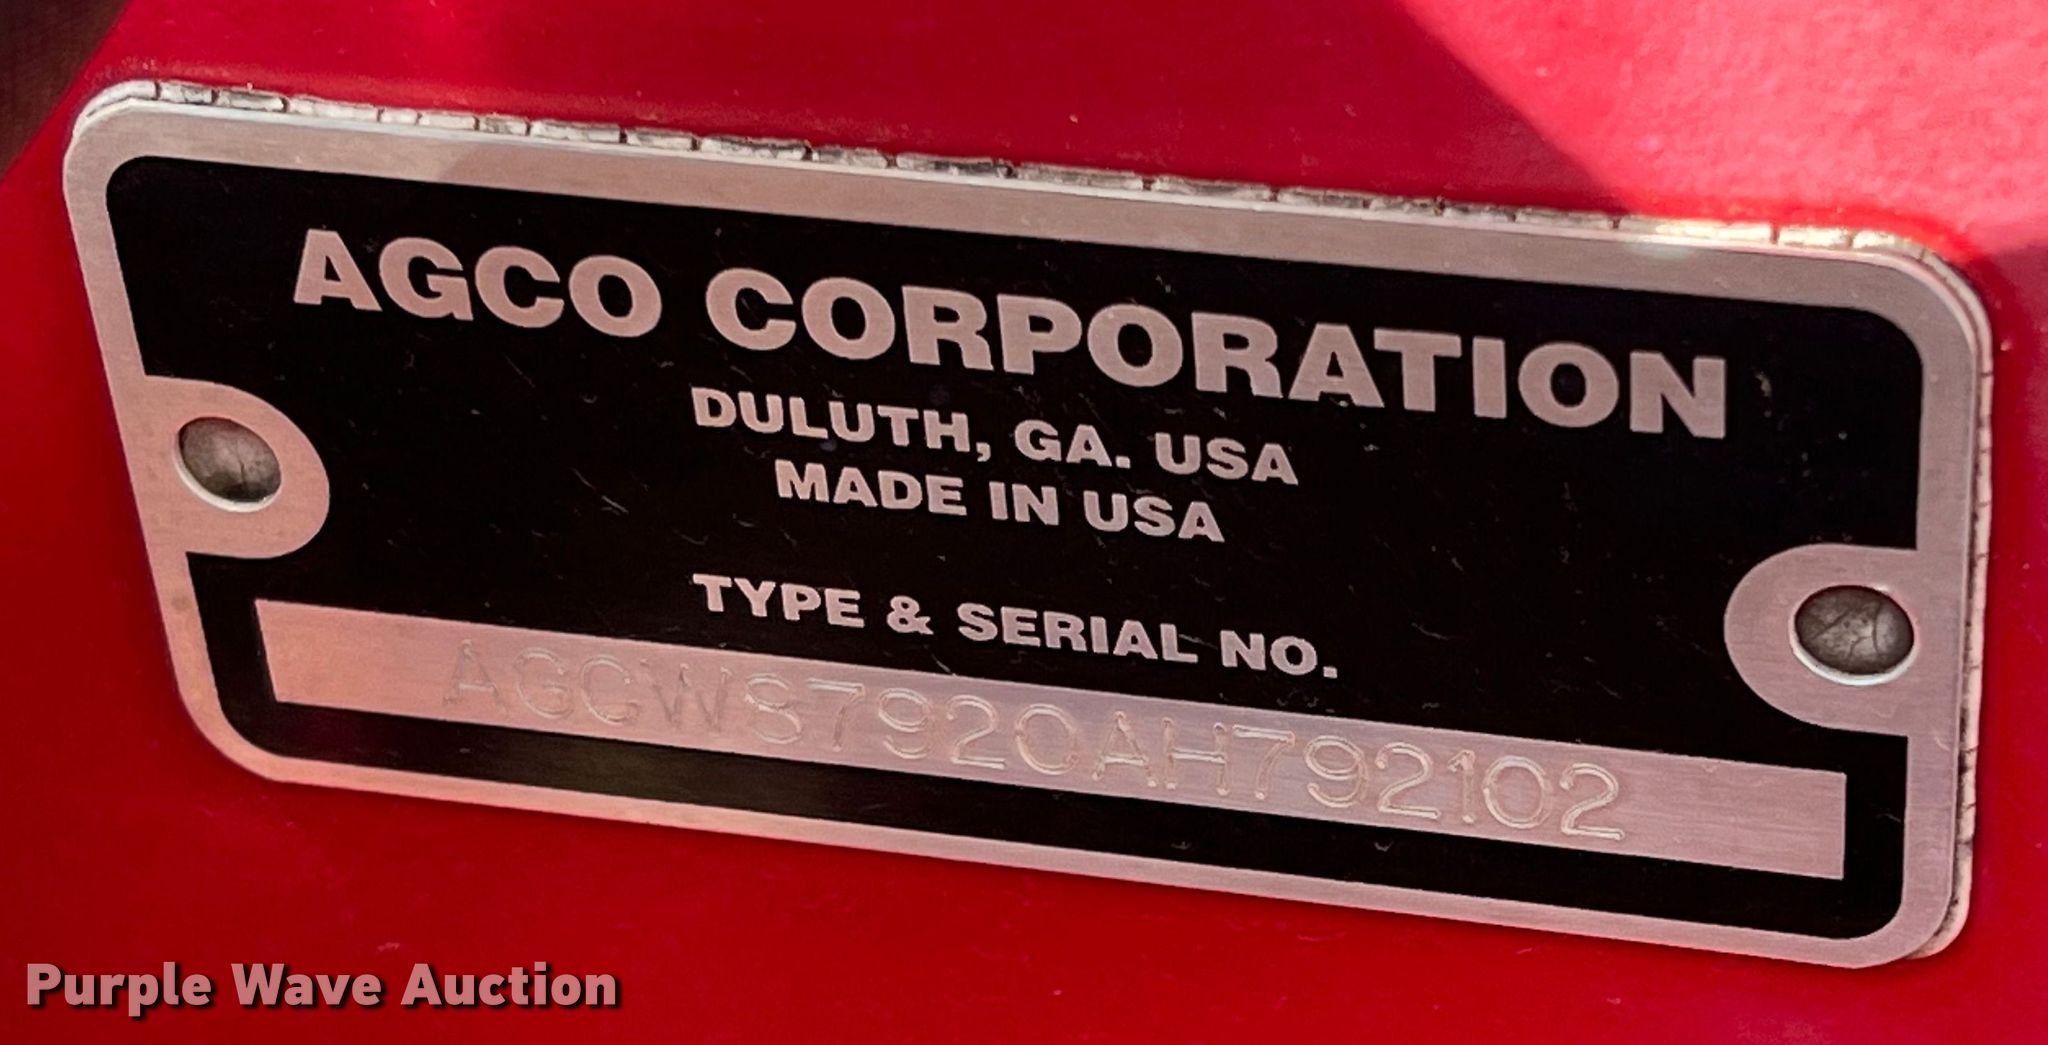 AGCO CORPORATION
DULUTH, GA. USA
MADE IN USA
TYPE & SERIAL NO.
AGCWS7920AH792102
Purple Wave Auction